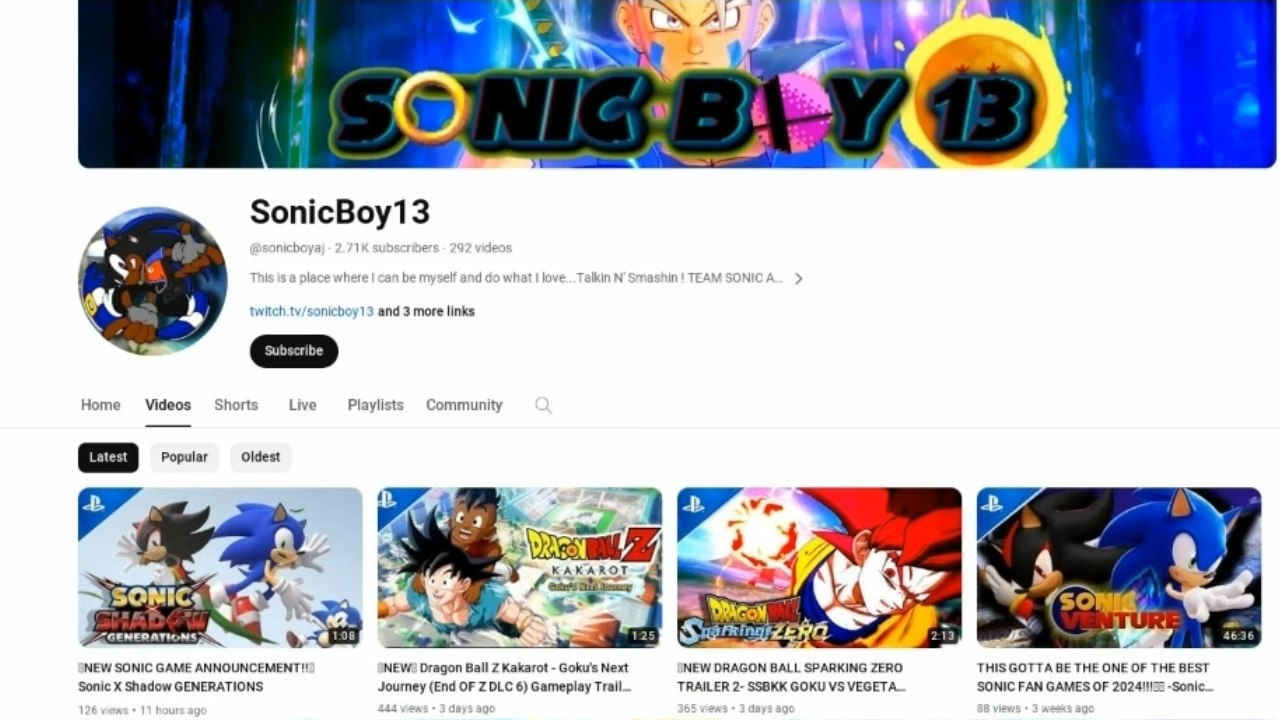 SONIC BOY 13
SonicBoy13
@sonicboyaj · 2.71K subscribers · 292 videos
This is a place where I can be myself and do what I love...Talkin N' Smashin ! TEAM SONIC A...
twitch.tv/sonicboy13 and 3 more links
Subscribe
Home Videos Shorts Live Playlists Community
Latest Popular Oldest
SONIC X SHADOW GENERATIONS
1:08
DRAGON BALL Z
KAKAROT
Goku's Next Journey
1:25
DRAGON BALL
Sparking! ZERO
2:13
SONIC
VENTURE
46:36
NEW SONIC GAME ANNOUNCEMENT!!
Sonic X Shadow GENERATIONS
126 views • 11 hours ago
NEW Dragon Ball Z Kakarot - Goku's Next
Journey (End OF Z DLC 6) Gameplay Trail...
444 views • 3 days ago
NEW DRAGON BALL SPARKING ZERO
TRAILER 2- SSBKK GOKU VS VEGETA...
365 views • 3 days ago
THIS GOTTA BE THE ONE OF THE BEST
SONIC FAN GAMES OF 2024!!! -Sonic...
88 views • 3 weeks ago